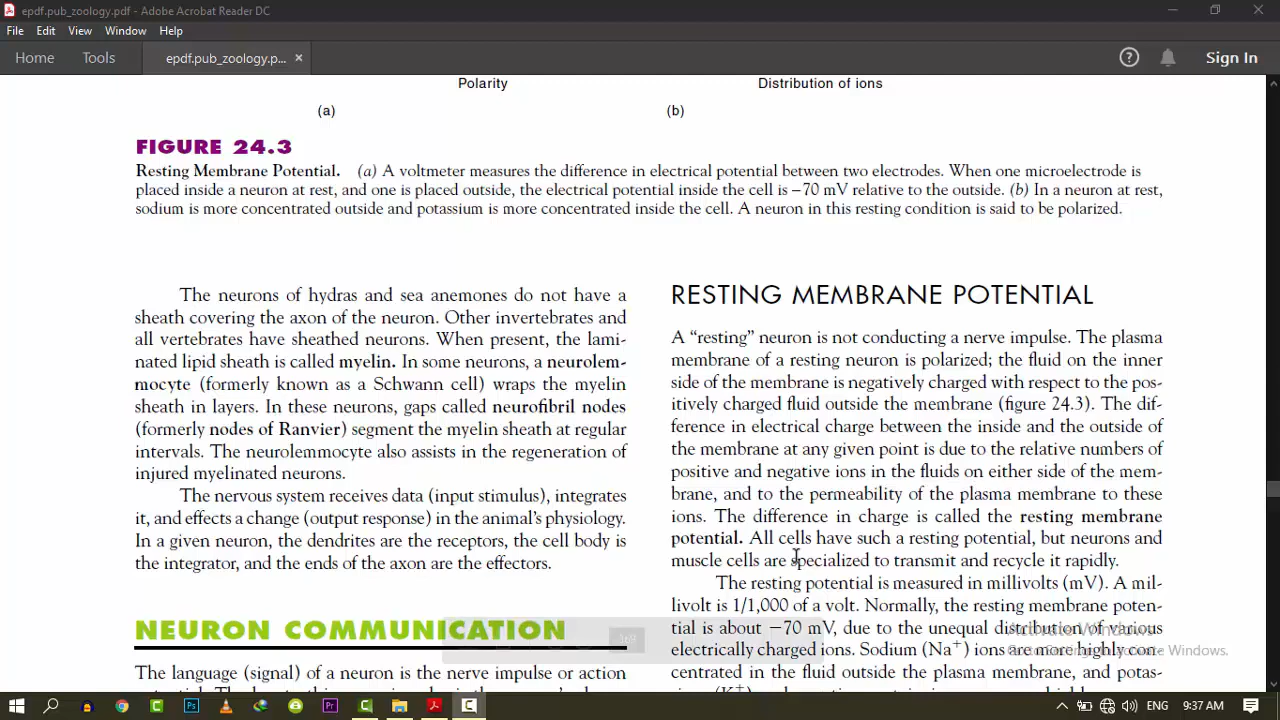 epdf.pub_zoology.pdf - Adobe Acrobat Reader DC
File Edit View Window Help
Home Tools epdf.pub_zoology.p... × Sign In
Polarity Distribution of ions
(a) (b)
FIGURE 24.3
Resting Membrane Potential. (a) A voltmeter measures the difference in electrical potential between two electrodes. When one microelectrode is
placed inside a neuron at rest, and one is placed outside, the electrical potential inside the cell is −70 mV relative to the outside. (b) In a neuron at rest,
sodium is more concentrated outside and potassium is more concentrated inside the cell. A neuron in this resting condition is said to be polarized.
The neurons of hydras and sea anemones do not have a
sheath covering the axon of the neuron. Other invertebrates and
all vertebrates have sheathed neurons. When present, the lami-
nated lipid sheath is called myelin. In some neurons, a neurolem-
mocyte (formerly known as a Schwann cell) wraps the myelin
sheath in layers. In these neurons, gaps called neurofibril nodes
(formerly nodes of Ranvier) segment the myelin sheath at regular
intervals. The neurolemmocyte also assists in the regeneration of
injured myelinated neurons.
The nervous system receives data (input stimulus), integrates
it, and effects a change (output response) in the animal's physiology.
In a given neuron, the dendrites are the receptors, the cell body is
the integrator, and the ends of the axon are the effectors.
NEURON COMMUNICATION
The language (signal) of a neuron is the nerve impulse or action
RESTING MEMBRANE POTENTIAL
A “resting” neuron is not conducting a nerve impulse. The plasma
membrane of a resting neuron is polarized; the fluid on the inner
side of the membrane is negatively charged with respect to the pos-
itively charged fluid outside the membrane (figure 24.3). The dif-
ference in electrical charge between the inside and the outside of
the membrane at any given point is due to the relative numbers of
positive and negative ions in the fluids on either side of the mem-
brane, and to the permeability of the plasma membrane to these
ions. The difference in charge is called the resting membrane
potential. All cells have such a resting potential, but neurons and
muscle cells are specialized to transmit and recycle it rapidly.
The resting potential is measured in millivolts (mV). A mil-
livolt is 1/1,000 of a volt. Normally, the resting membrane poten-
tial is about −70 mV, due to the unequal distribution of various
electrically charged ions. Sodium (Na+) ions are more highly con-
centrated in the fluid outside the plasma membrane, and potas-
Activate Windows
Go to Settings to activate Windows.
ENG 9:37 AM